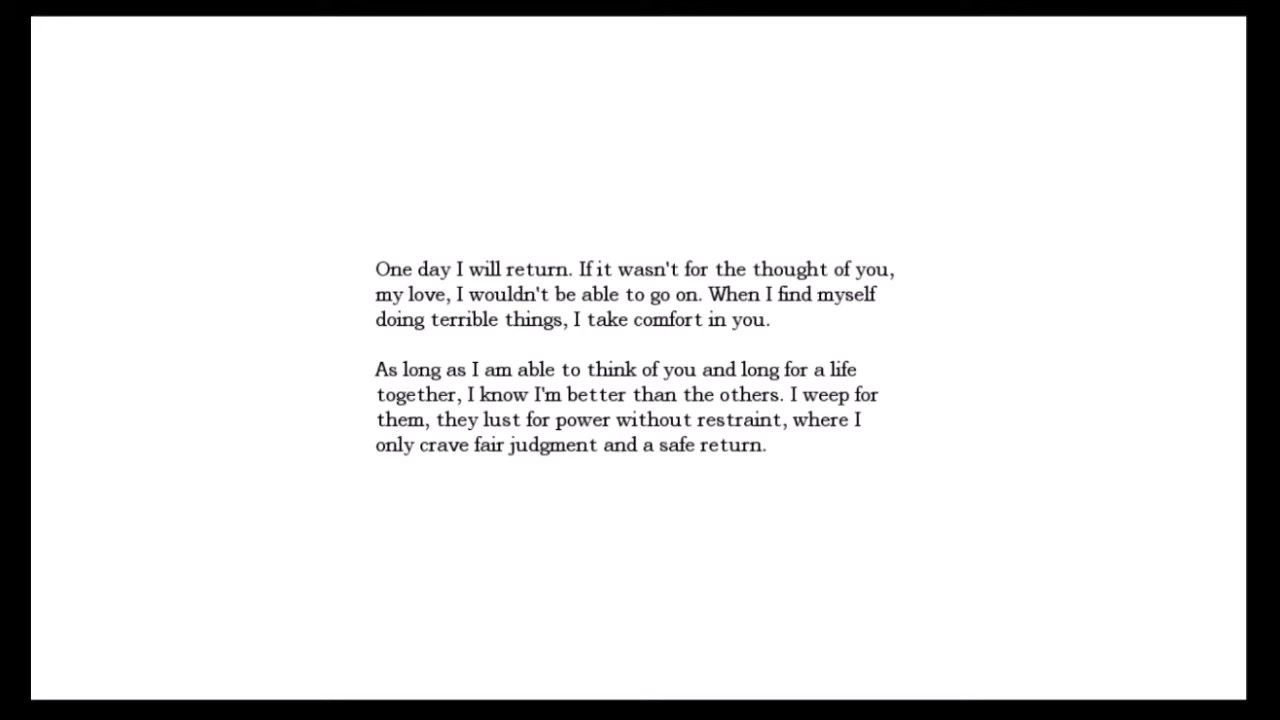 One day I will return. If it wasn't for the thought of you,
my love, I wouldn't be able to go on. When I find myself
doing terrible things, I take comfort in you.
As long as I am able to think of you and long for a life
together, I know I'm better than the others. I weep for
them, they lust for power without restraint, where I
only crave fair judgment and a safe return.